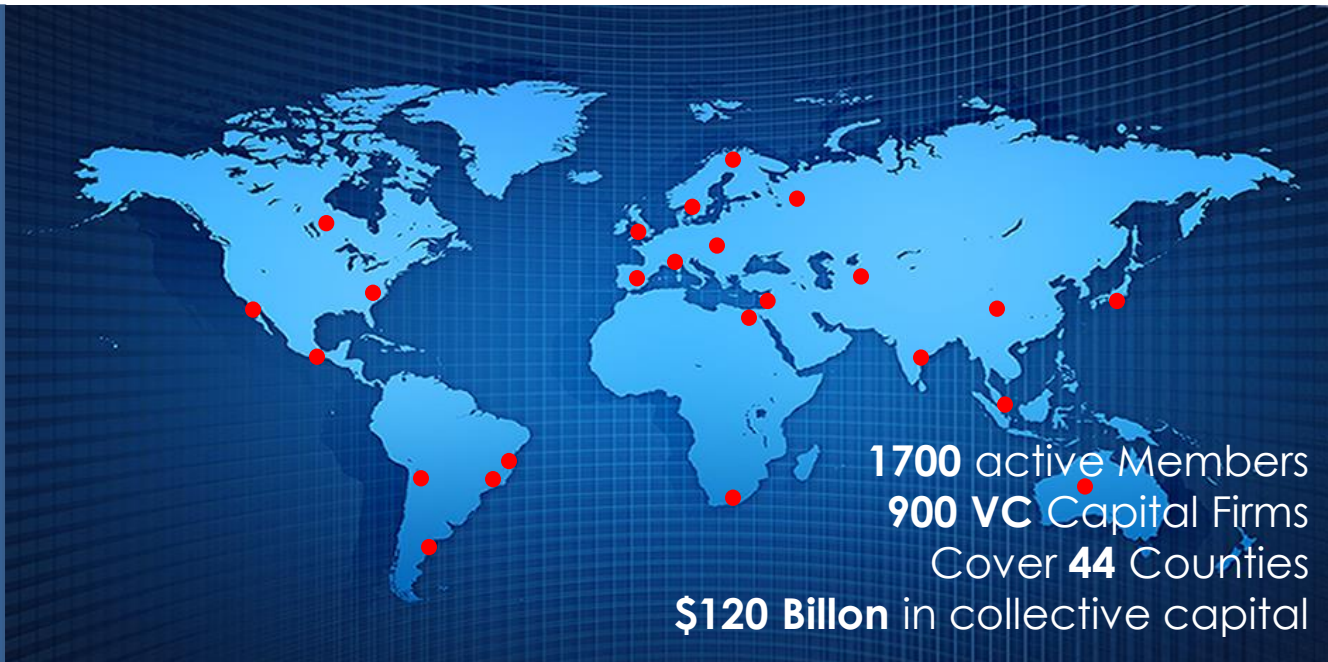 1700 active Members
900 VC Capital Firms
Cover 44 Counties
$120 Billon in collective capital